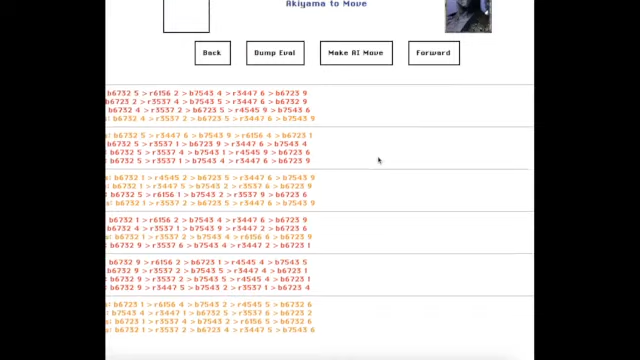 Akiyama to Move
Back
Dump Eval
Make AI Move
Forward
b6732 5 > r6156 2 > b7543 4 > r3447 6 > b6723 9
b6723 2 > r3537 4 > b7543 5 > r3447 6 > b6732 9
b6732 4 > r3537 2 > b6723 5 > r4545 9 > b7543 6
s: b6732 4 > r3537 2 > b6723 5 > r3447 6 > b7543 9
s: b6732 5 > r3447 6 > b7543 9 > r6156 4 > b6723 1
b6732 5 > r3537 1 > b6723 9 > r3447 6 > b7543 4
: b6732 5 > r3537 4 > b7543 1 > r4545 9 > b6723 6
: b6732 5 > r3537 1 > b7543 4 > r3447 6 > b6723 9
s: b6732 1 > r4545 2 > b6723 5 > r3447 6 > b7543 9
: b6732 1 > r3447 5 > b7543 2 > r3537 6 > b6723 9
: b6732 5 > r6156 1 > b7543 2 > r3537 9 > b6723 6
s: b6732 1 > r3537 2 > b6723 5 > r3447 6 > b7543 9
b6732 1 > r6156 2 > b7543 4 > r3447 6 > b6723 9
b6732 4 > r3537 1 > b7543 9 > r3447 2 > b6723 6
s: b6732 1 > r3537 2 > b7543 4 > r6156 6 > b6723 9
: b6732 9 > r3537 6 > b7543 4 > r3447 2 > b6723 1
b6732 9 > r6156 2 > b6723 1 > r4545 4 > b7543 5
b6732 9 > r3537 2 > b7543 5 > r3447 4 > b6723 1
: b6732 9 > r3537 2 > b7543 5 > r4545 4 > b6723 1
: b6732 9 > r3447 5 > b7543 2 > r3537 1 > b6723 4
s: b6723 1 > r6156 4 > b7543 2 > r4545 5 > b6732 6
: b6732 4 > r3447 1 > b7543 5 > r3537 6 > b6723 2
: b6723 1 > r3537 4 > b7543 2 > r6156 5 > b6732 6
s: b6732 1 > r3537 2 > b6723 4 > r3447 5 > b7543 6